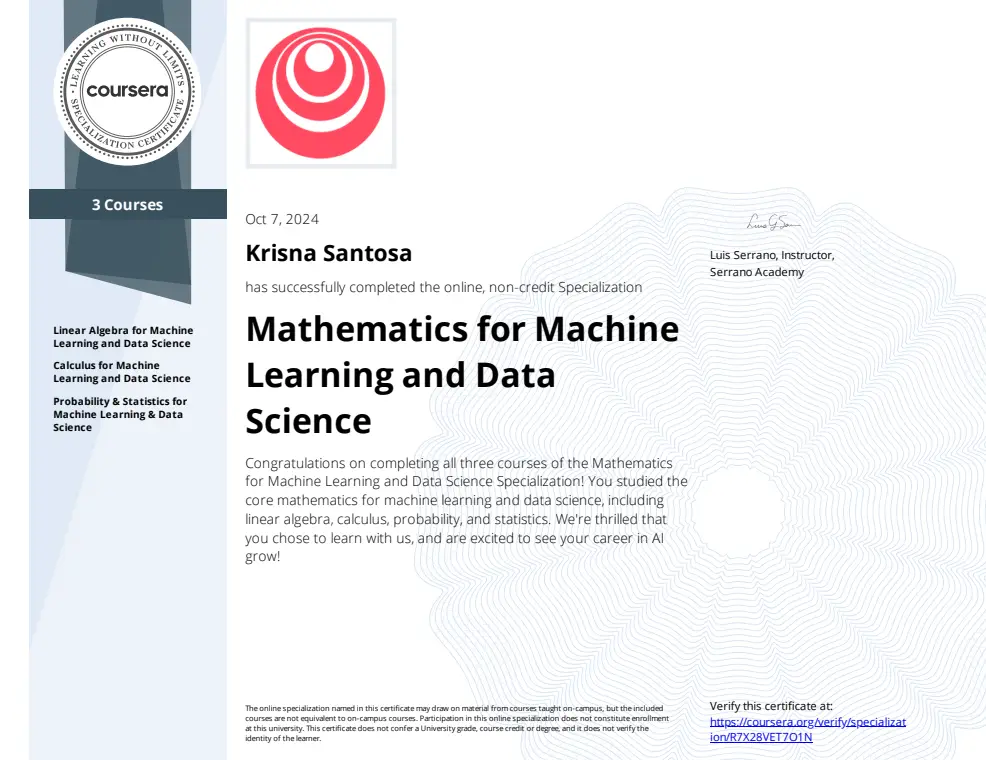 LEARNING WITHOUT LIMITS
coursera
SPECIALIZATION CERTIFICATE
3 Courses
Linear Algebra for Machine
Learning and Data Science
Calculus for Machine
Learning and Data Science
Probability & Statistics for
Machine Learning & Data
Science
Oct 7, 2024
Krisna Santosa
has successfully completed the online, non-credit Specialization
Mathematics for Machine
Learning and Data
Science
Congratulations on completing all three courses of the Mathematics
for Machine Learning and Data Science Specialization! You studied the
core mathematics for machine learning and data science, including
linear algebra, calculus, probability, and statistics. We're thrilled that
you chose to learn with us, and are excited to see your career in AI
grow!
Luis Serrano, Instructor,
Serrano Academy
The online specialization named in this certificate may draw on material from courses taught on-campus, but the included
courses are not equivalent to on-campus courses. Participation in this online specialization does not constitute enrollment
at this university. This certificate does not confer a University grade, course credit or degree, and it does not verify the
identity of the learner.
Verify this certificate at:
https://coursera.org/verify/specializat
ion/R7X28VET7O1N